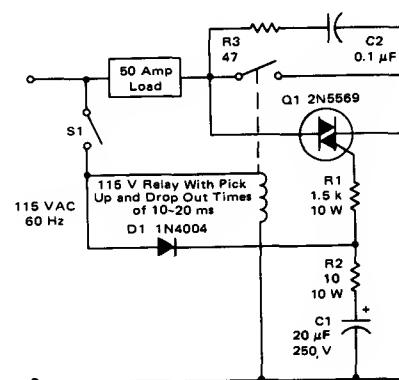 R3
47
C2
0.1 µF
50 Amp
Load
Q1 2N5569
S1
R1
1.5 k
10 W
115 V Relay With Pick
Up and Drop Out Times
of 10~20 ms
115 VAC
60 Hz
D1 1N4004
R2
10
10 W
+
C1
20 µF
250 V